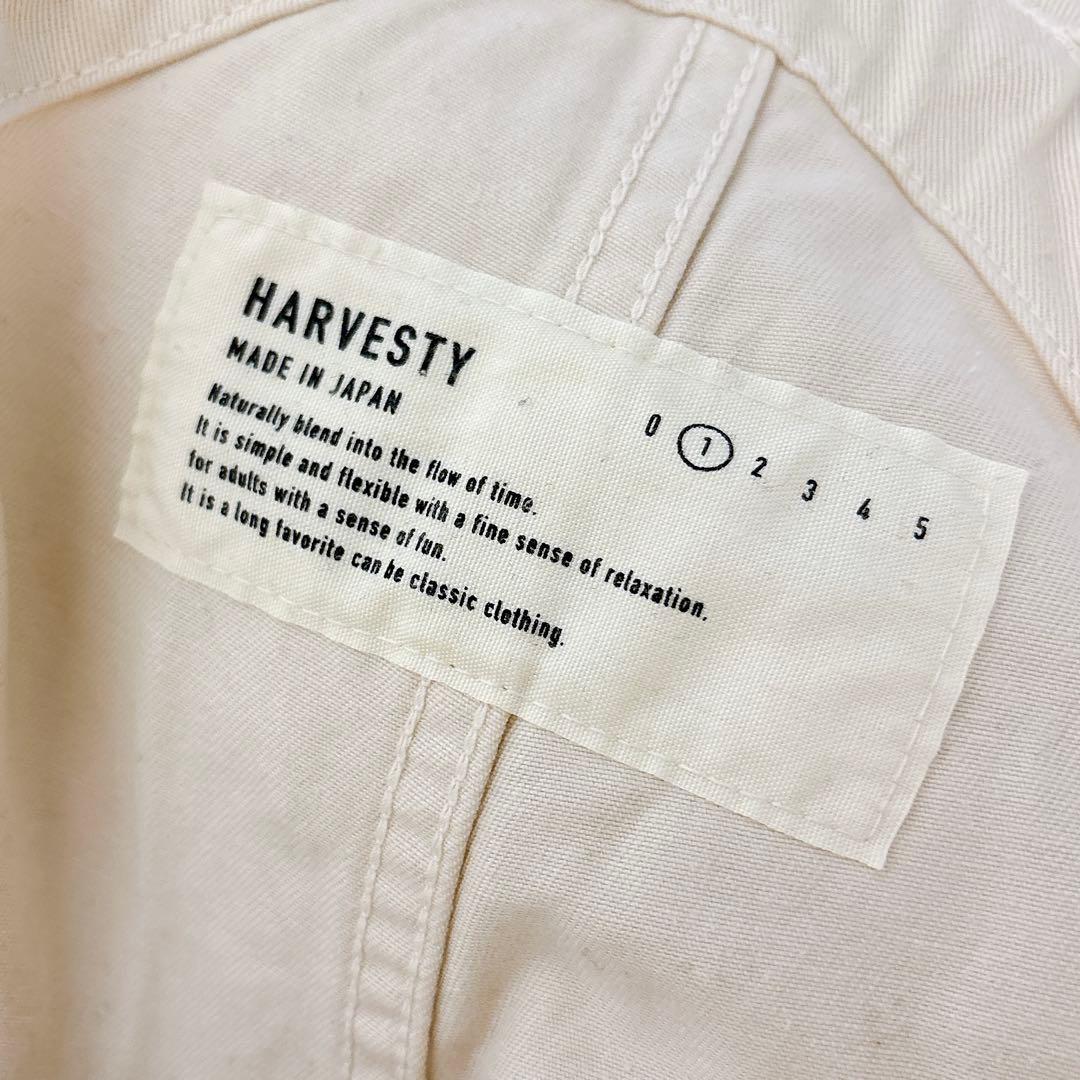 HARVESTY
MADE IN JAPAN
Naturally blend into the flow of time.
It is simple and flexible with a fine sense of relaxation.
for adults with a sense of fun.
It is a long favorite can be classic clothing.
0 1 2 3 4 5